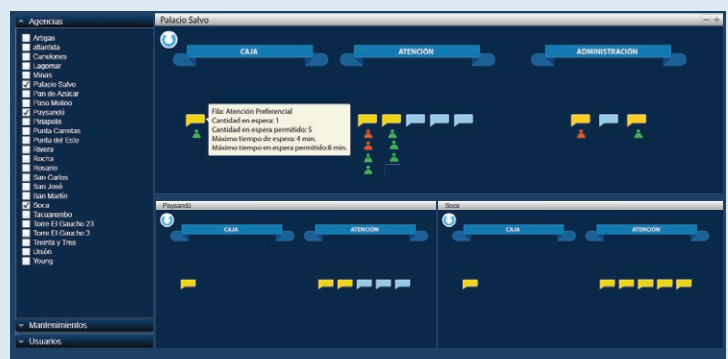 Agencias
Artigas
atlantida
Canelones
Lagomar
Minas
Palacio Salvo
Pan de Azúcar
Paso Molino
Paysandú
Piriapolis
Punta Carretas
Punta del Este
Rivera
Rocha
Rosario
San Carlos
San José
San Martín
Soca
Tacuarembo
Torre El Gaucho 23
Torre El Gaucho 3
Treinta y Tres
Unión
Young
Mantenimientos
Usuarios
Palacio Salvo
CAJA
ATENCIÓN
ADMINISTRACIÓN
Fila: Atención Preferencial
Cantidad en espera: 1
Cantidad en espera permitido: 5
Máximo tiempo de espera: 4 min.
Máximo tiempo en espera permitido:8 min.
Paysandú
CAJA
ATENCIÓN
Soca
CAJA
ATENCIÓN